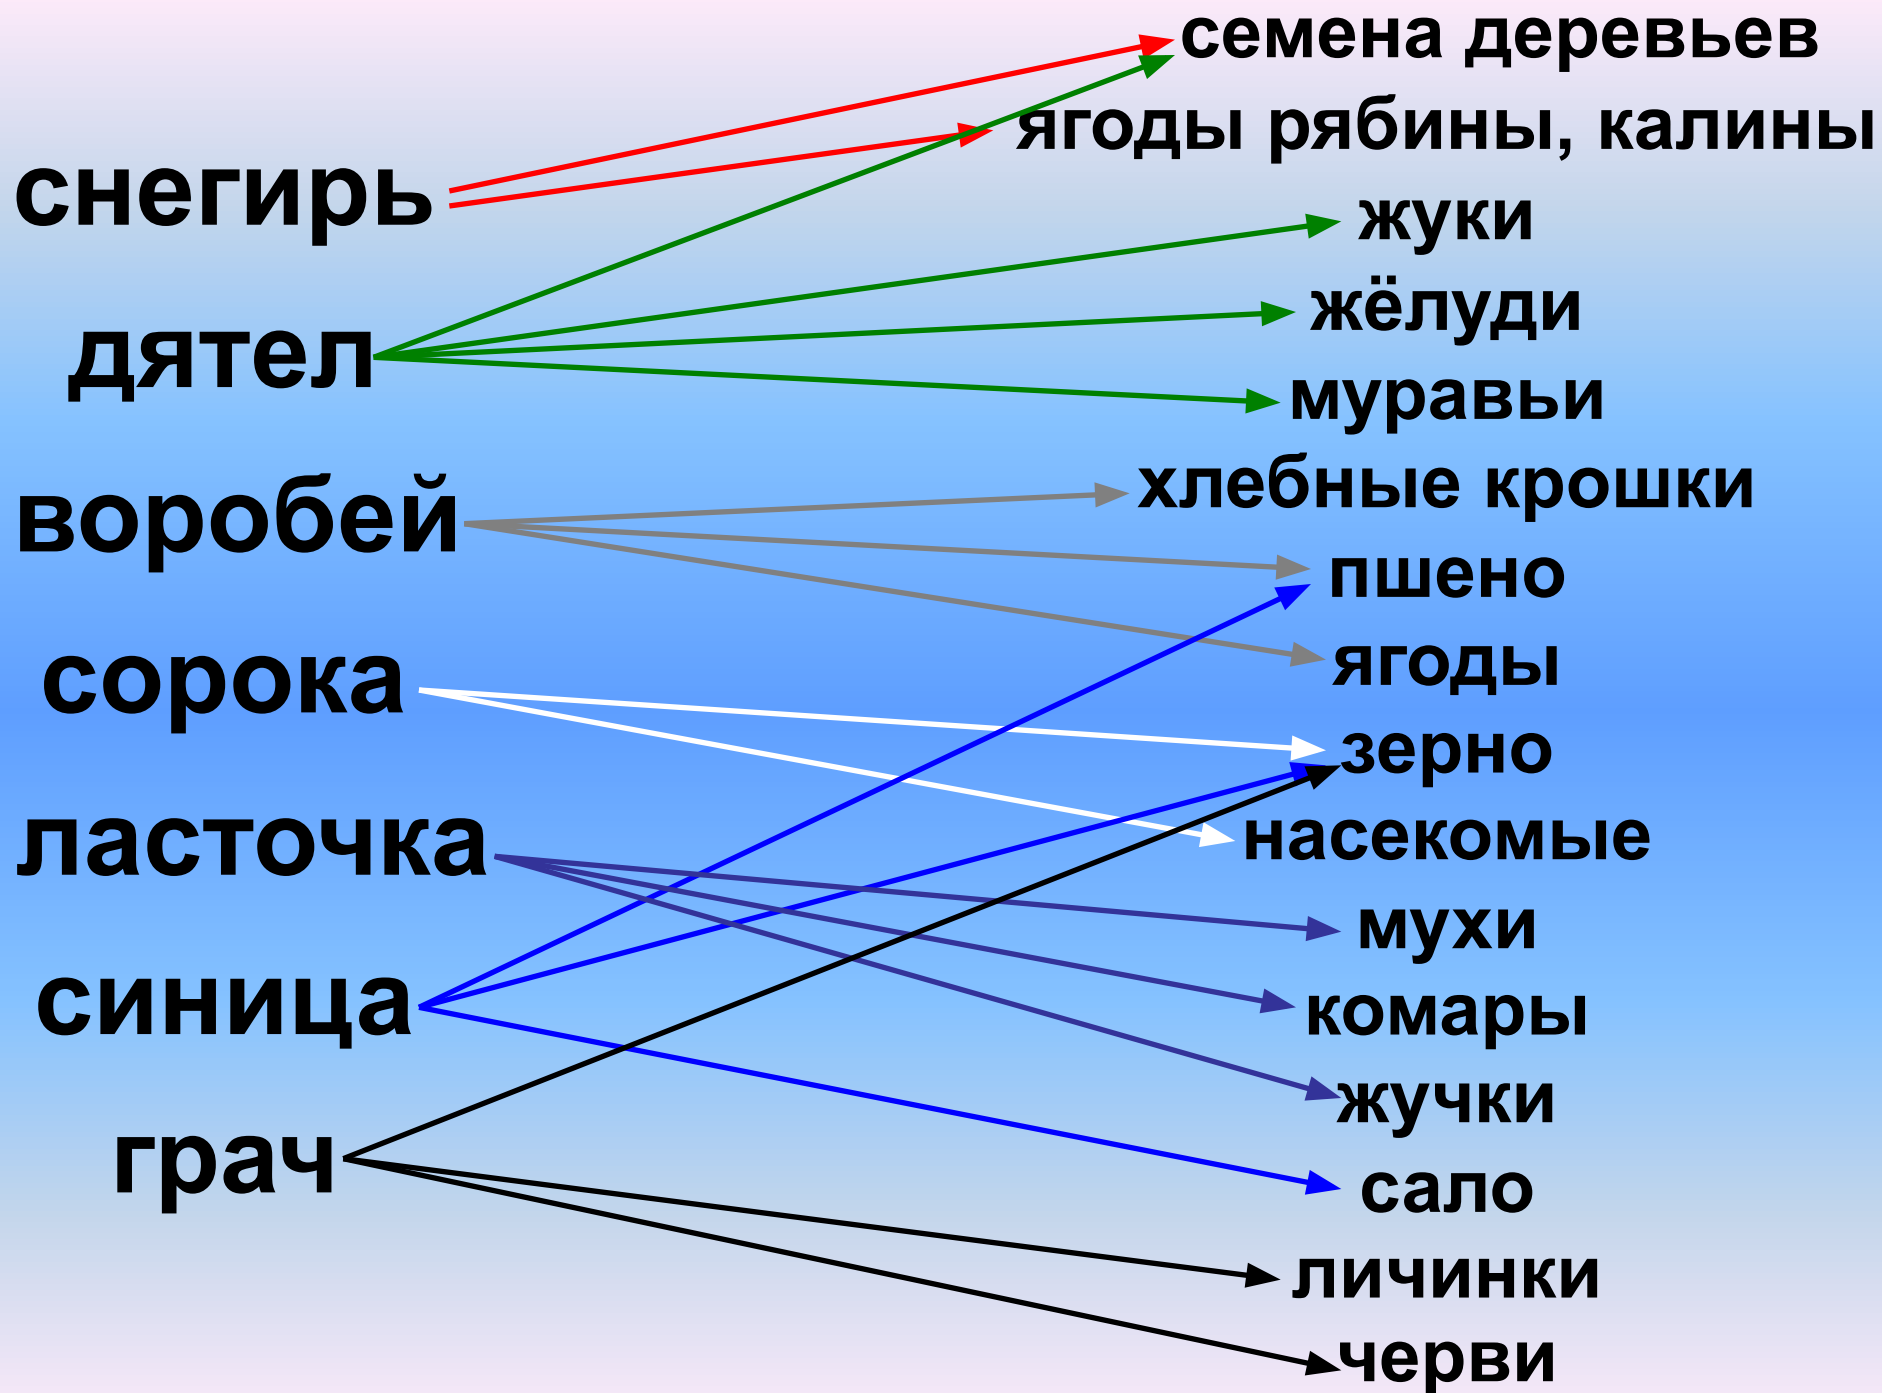 снегирь
дятел
воробей
сорока
ласточка
синица
грач
семена деревьев
ягоды рябины, калины
жуки
жёлуди
муравьи
хлебные крошки
пшено
ягоды
зерно
насекомые
мухи
комары
жучки
сало
личинки
черви